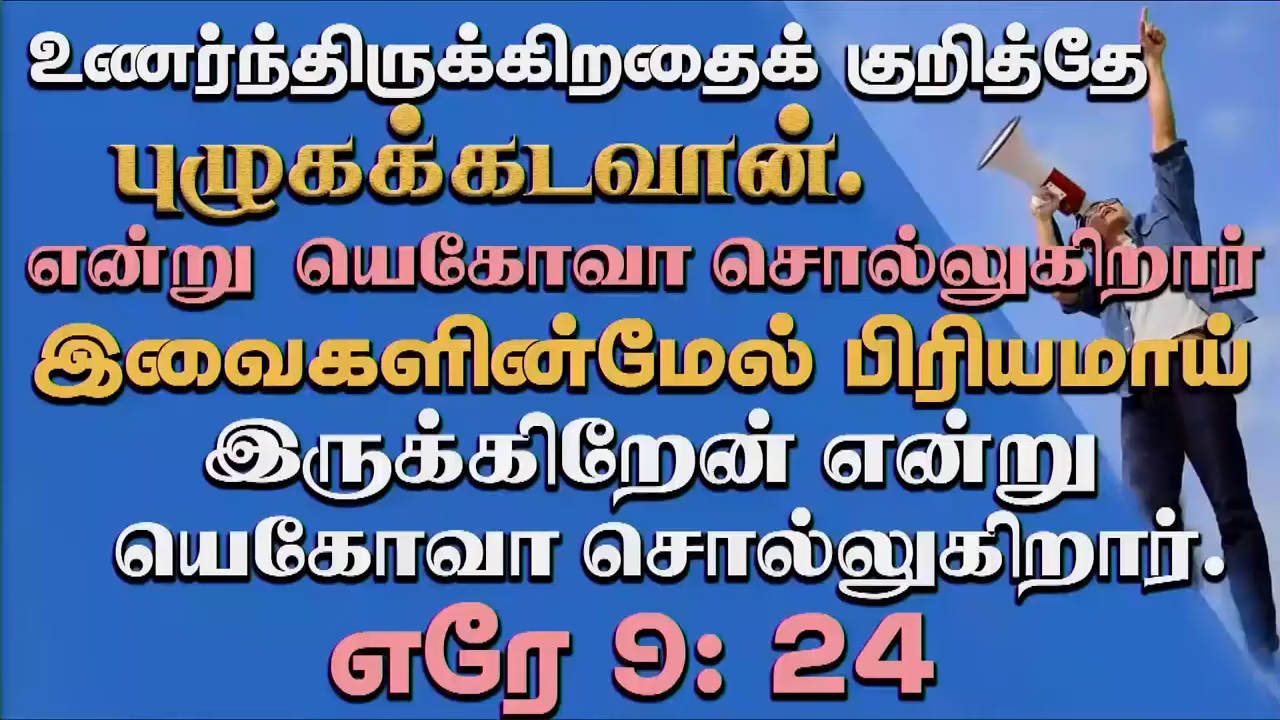 உணர்ந்திருக்கிறதைக் குறித்தே
புழுகக்கடவான்.
என்று யெகோவா சொல்லுகிறார்
இவைகளின்மேல் பிரியமாய்
இருக்கிறேன் என்று
யெகோவா சொல்லுகிறார்.
எரே 9: 24